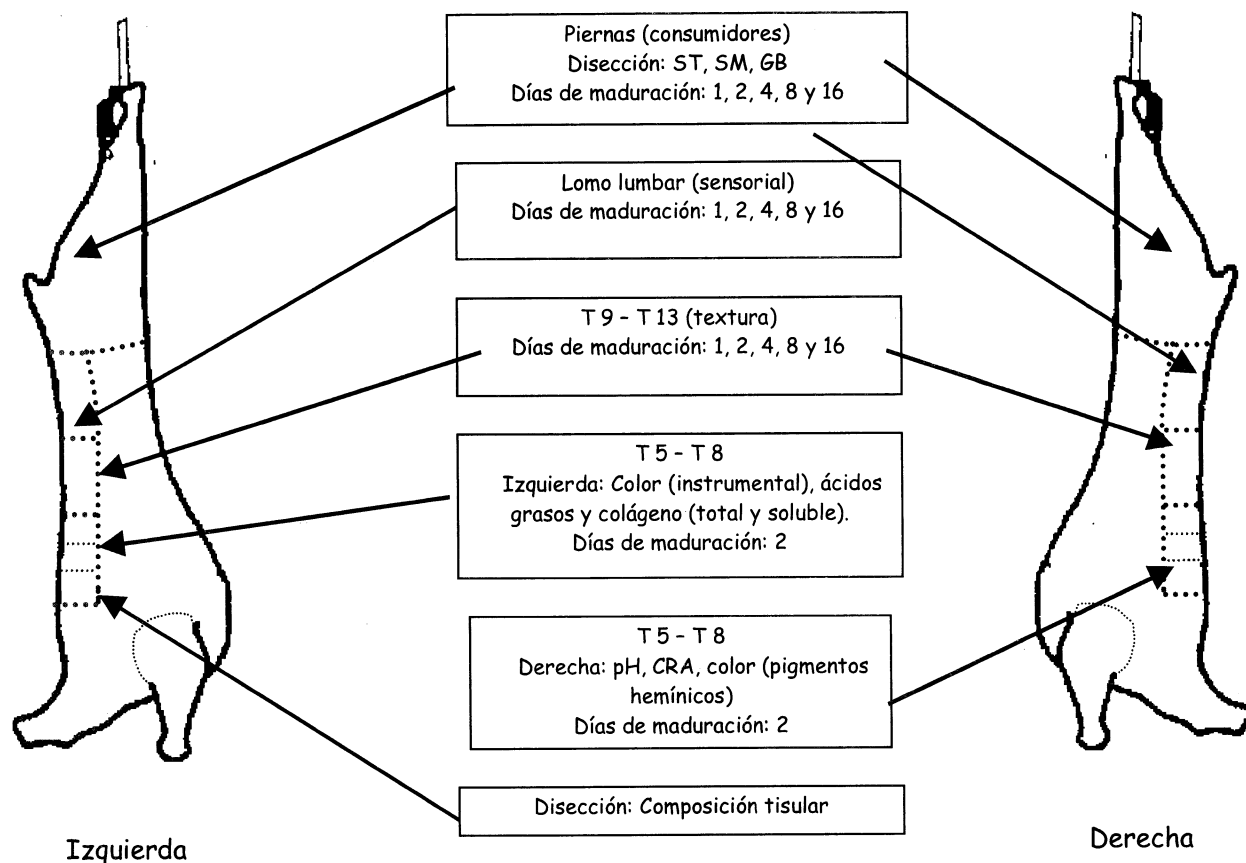 Piernas (consumidores)
Disección: ST, SM, GB
Días de maduración: 1, 2, 4, 8 y 16
Lomo lumbar (sensorial)
Días de maduración: 1, 2, 4, 8 y 16
T 9 – T 13 (textura)
Días de maduración: 1, 2, 4, 8 y 16
T 5 – T 8
Izquierda: Color (instrumental), ácidos
grasos y colágeno (total y soluble).
Días de maduración: 2
T 5 – T 8
Derecha: pH, CRA, color (pigmentos
hemínicos)
Días de maduración: 2
Disección: Composición tisular
Izquierda
Derecha